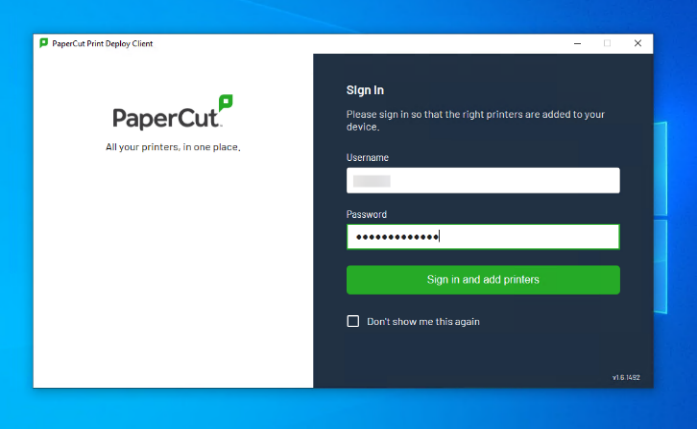 PaperCut Print Deploy Client
PaperCut
All your printers, in one place.
Sign In
Please sign in so that the right printers are added to your
device.
Username
Password
•••••••••••••
Sign in and add printers
Don't show me this again
v1.6.1492